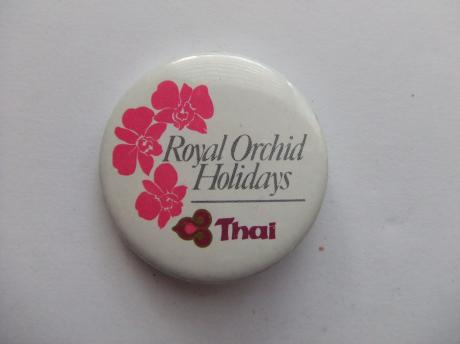 Royal Orchid
Holidays
Thai